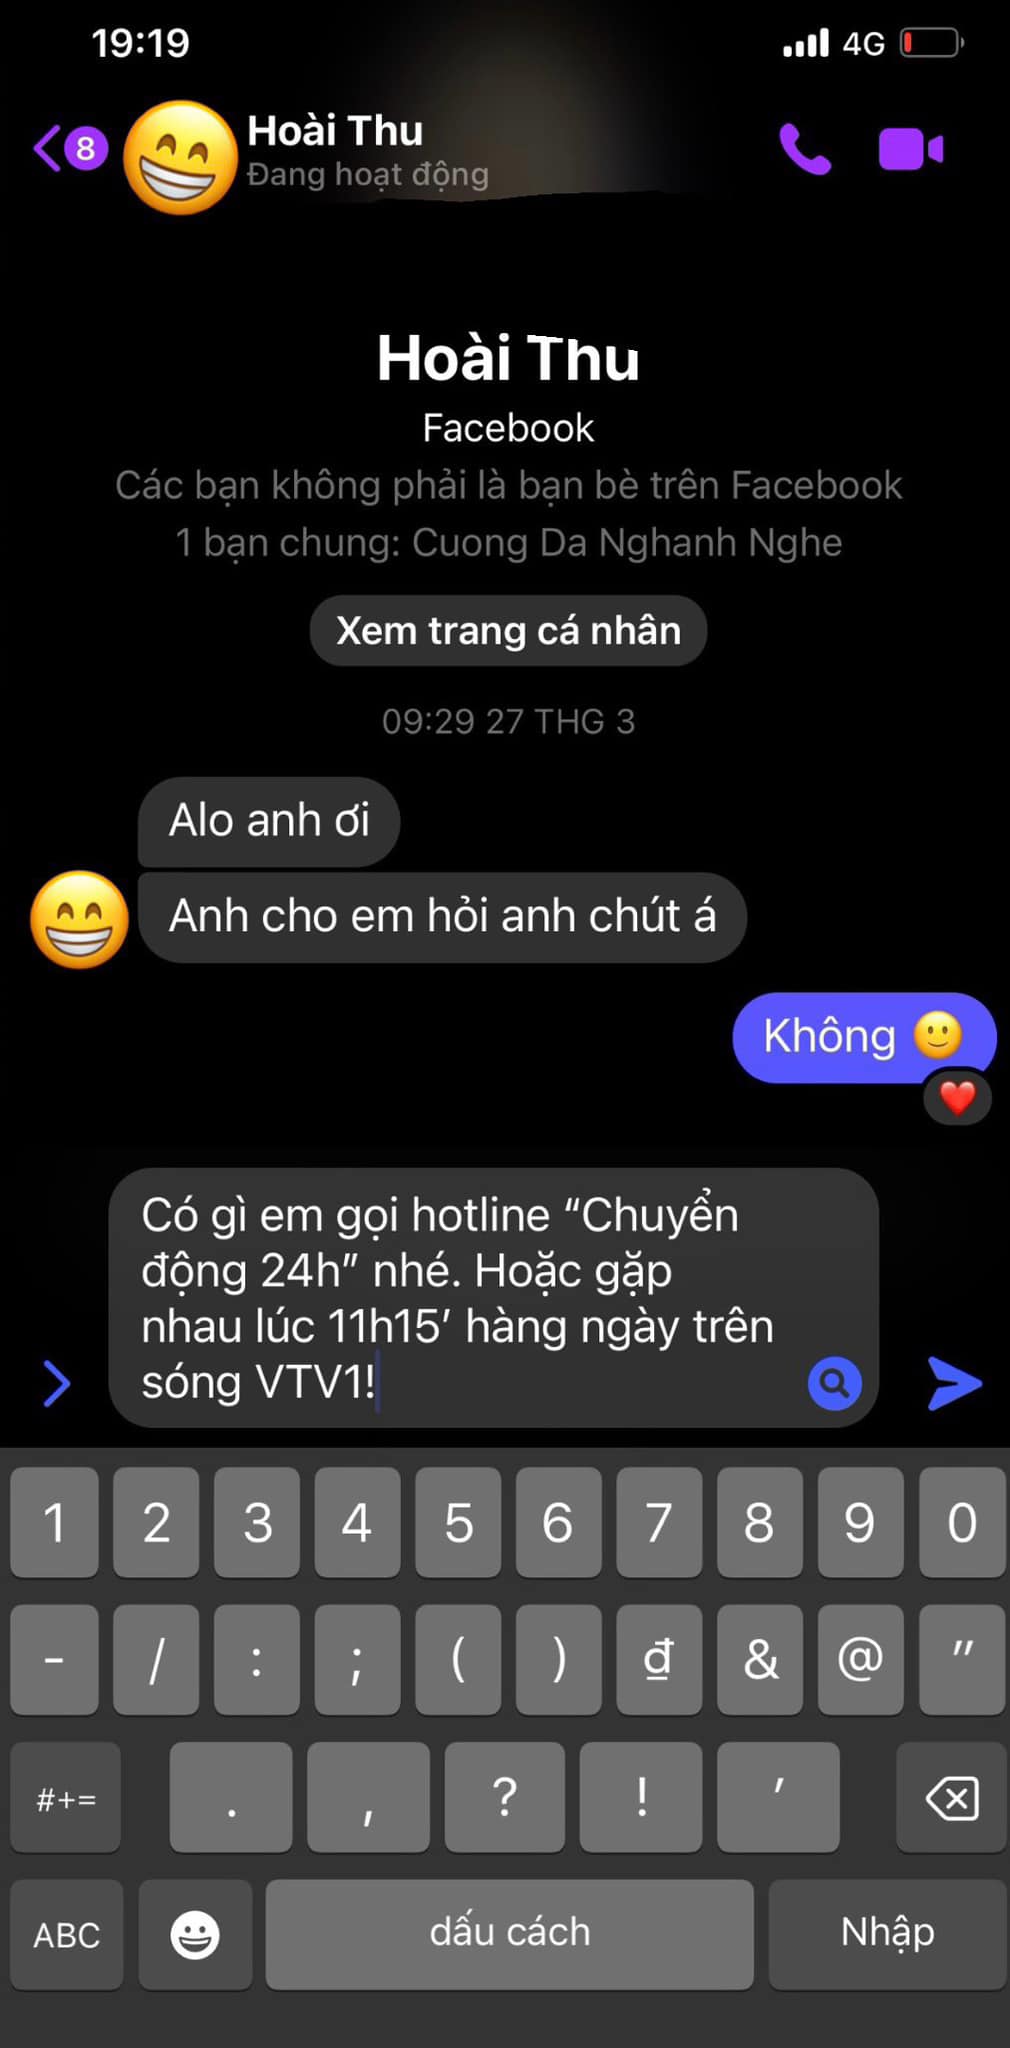 19:19
4G
8
Hoài Thu
Đang hoạt động
Hoài Thu
Facebook
Các bạn không phải là bạn bè trên Facebook
1 bạn chung: Cuong Da Nghanh Nghe
Xem trang cá nhân
09:29 27 THG 3
Alo anh ơi
Anh cho em hỏi anh chút á
Không 🙂
❤️
Có gì em gọi hotline “Chuyển
động 24h” nhé. Hoặc gặp
nhau lúc 11h15’ hàng ngày trên
sóng VTV1!
1 2 3 4 5 6 7 8 9 0
- / : ; ( ) ₫ & @ "
#+= . , ? ! ’
ABC dấu cách Nhập